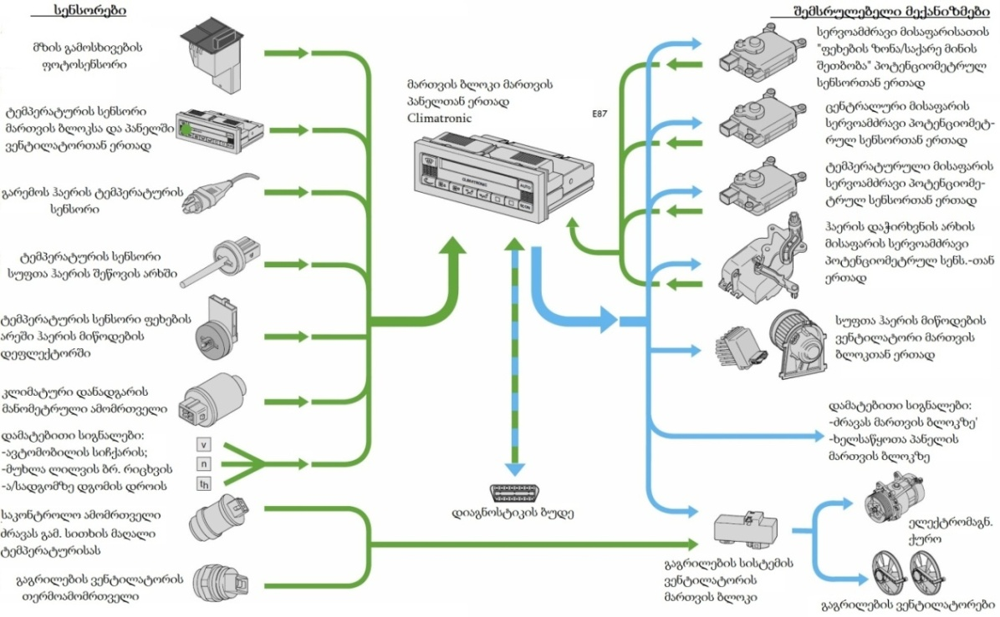 სენსორები
მზის გამოსხივების
ფოტოსენსორი
ტემპერატურის სენსორი
მართვის ბლოკსა და პანელში
ვენტილატორთან ერთად
გარემოს ჰაერის ტემპერატურის
სენსორი
ტემპერატურის სენსორი
სუფთა ჰაერის შეწოვის არხში
ტემპერატურის სენსორი ფეხების
არეში ჰაერის მიწოდების
დეფლექტორში
კლიმატური დანადგარის
მანომეტრული ამომრთველი
დამატებითი სიგნალები:
-ავტომობილის სიჩქარის;
-მუხლა ლილვის ბრ. რიცხვის
-ა/სადგომზე დგომის დროის
v
n
th
საკონტროლო ამომრთველი
ძრავას გამ. სითხის მაღალი
ტემპერატურისას
გაგრილების ვენტილატორის
თერმოამომრთველი
მართვის ბლოკი მართვის
პანელთან ერთად
Climatronic
E87
CLIMATRONIC
AUTO
ECON
დიაგნოსტიკის ბუდე
შემსრულებელი მექანიზმები
სერვოამძრავი მისაფარისათის
"ფეხების ზონა/საქარე მინის
შეთბობა" პოტენციომეტრულ
სენსორთან ერთად
ცენტრალური მისაფარის
სერვოამძრავი პოტენციომეტ-
რულ სენსორთან ერთად
ტემპერატურული მისაფარის
სერვოამძრავი პოტენციომე-
ტრულ სენსორთან ერთად
ჰაერის დაჭირხვნის არხის
მისაფარის სერვოამძრავი
პოტენციომეტრულ სენს.-თან
ერთად
სუფთა ჰაერის მიწოდების
ვენტილატორი მართვის
ბლოკთან ერთად
დამატებითი სიგნალები:
-ძრავას მართვის ბლოკზე'
-ხელსაწყოთა პანელის
მართვის ბლოკზე
გაგრილების სისტემის
ვენტილატორის
მართვის ბლოკი
ელექტრომაგნ.
ქურო
გაგრილების ვენტილატორები